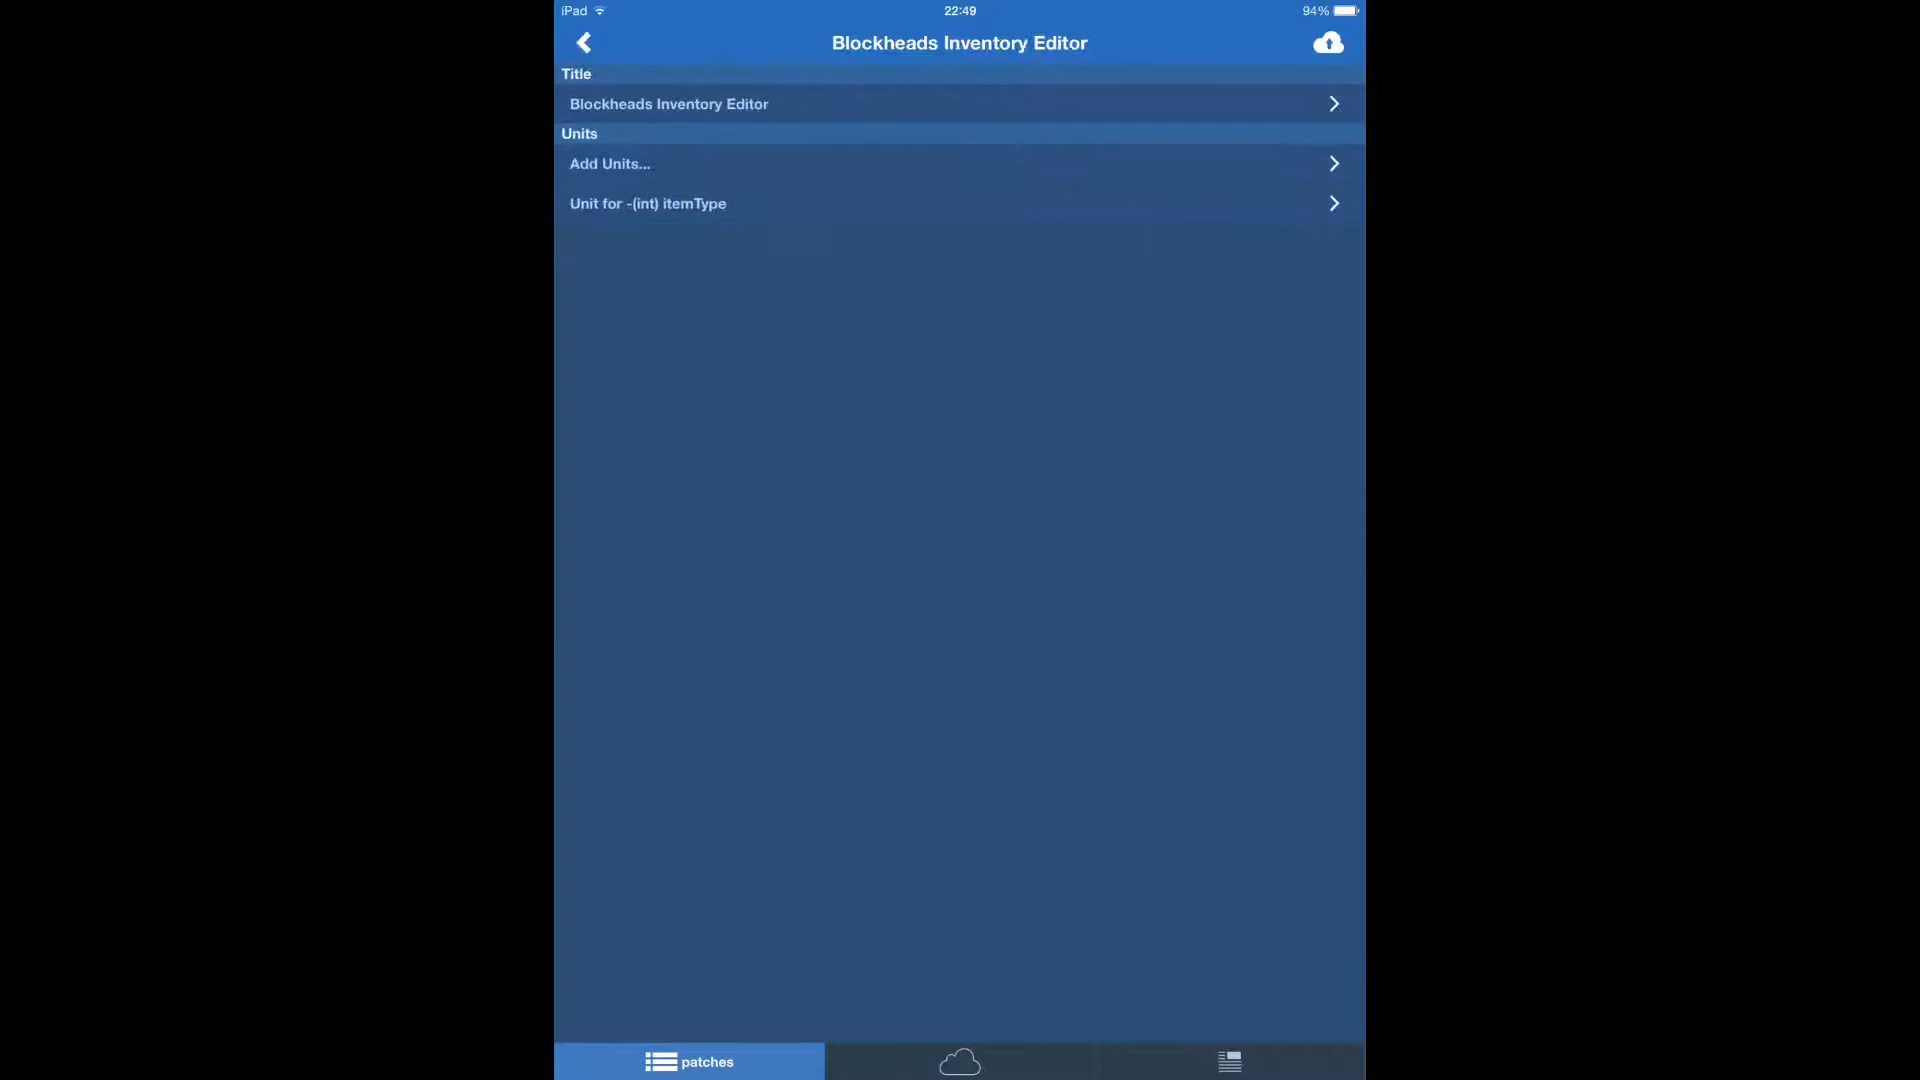 iPad 22:49 94%
Blockheads Inventory Editor
Title
Blockheads Inventory Editor
Units
Add Units...
Unit for -(int) itemType
patches